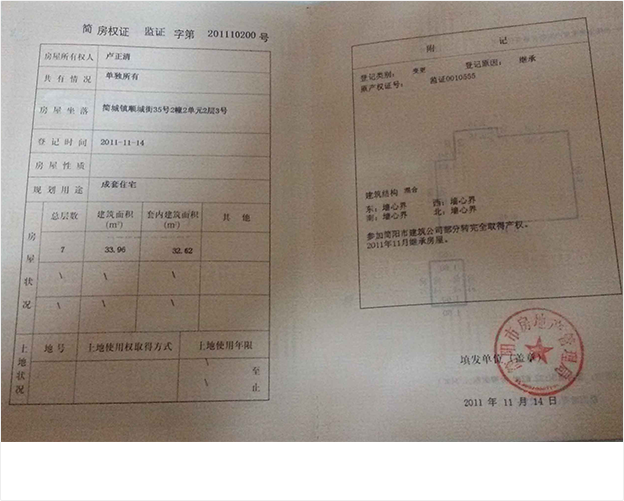 简 房权证 监证 字第 201110200 号
房屋所有权人 卢正清
共有情况 单独所有
房屋坐落 简城镇顺城街35号2幢2单元2层3号
登记时间 2011-11-14
房屋性质
规划用途 成套住宅
房屋状况
总层数 建筑面积(m²) 套内建筑面积(m²) 其他
7 33.96 32.62
\ \ \
\ \ \
土地状况
地号 土地使用权取得方式 土地使用年限
\ \ 至
\ 止
附 记
登记类别: 变更 登记原因: 继承
原产权证号: 监证0010535
建筑结构 混合
东: 墙心界 西: 墙心界
南: 墙心界 北: 墙心界
参加简阳市建筑公司部分转完全取得产权。
2011年11月继承房屋。
简阳市房地产管理局
填发单位(盖章)
2011 年 11 月 14 日